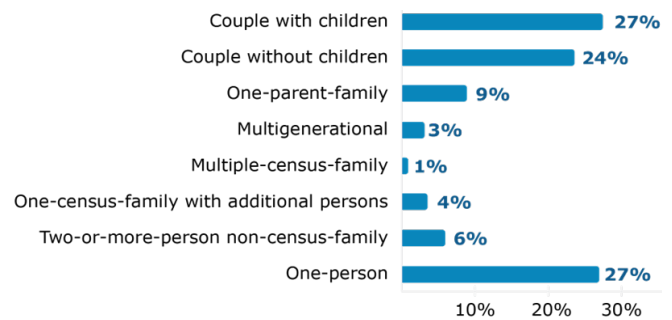 Couple with children 27%
Couple without children 24%
One-parent-family 9%
Multigenerational 3%
Multiple-census-family 1%
One-census-family with additional persons 4%
Two-or-more-person non-census-family 6%
One-person 27%
10% 20% 30%